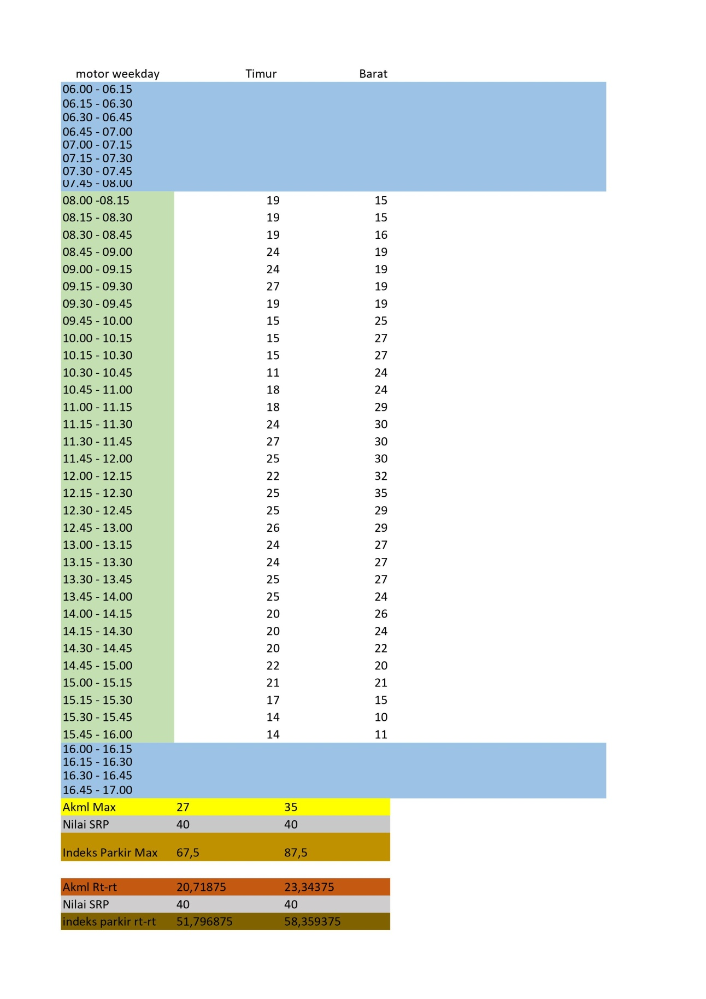 motor weekday Timur Barat
06.00 - 06.15
06.15 - 06.30
06.30 - 06.45
06.45 - 07.00
07.00 - 07.15
07.15 - 07.30
07.30 - 07.45
07.45 - 08.00
08.00 -08.15 19 15
08.15 - 08.30 19 15
08.30 - 08.45 19 16
08.45 - 09.00 24 19
09.00 - 09.15 24 19
09.15 - 09.30 27 19
09.30 - 09.45 19 19
09.45 - 10.00 15 25
10.00 - 10.15 15 27
10.15 - 10.30 15 27
10.30 - 10.45 11 24
10.45 - 11.00 18 24
11.00 - 11.15 18 29
11.15 - 11.30 24 30
11.30 - 11.45 27 30
11.45 - 12.00 25 30
12.00 - 12.15 22 32
12.15 - 12.30 25 35
12.30 - 12.45 25 29
12.45 - 13.00 26 29
13.00 - 13.15 24 27
13.15 - 13.30 24 27
13.30 - 13.45 25 27
13.45 - 14.00 25 24
14.00 - 14.15 20 26
14.15 - 14.30 20 24
14.30 - 14.45 20 22
14.45 - 15.00 22 20
15.00 - 15.15 21 21
15.15 - 15.30 17 15
15.30 - 15.45 14 10
15.45 - 16.00 14 11
16.00 - 16.15
16.15 - 16.30
16.30 - 16.45
16.45 - 17.00
Akml Max 27 35
Nilai SRP 40 40
Indeks Parkir Max 67,5 87,5
Akml Rt-rt 20,71875 23,34375
Nilai SRP 40 40
indeks parkir rt-rt 51,796875 58,359375